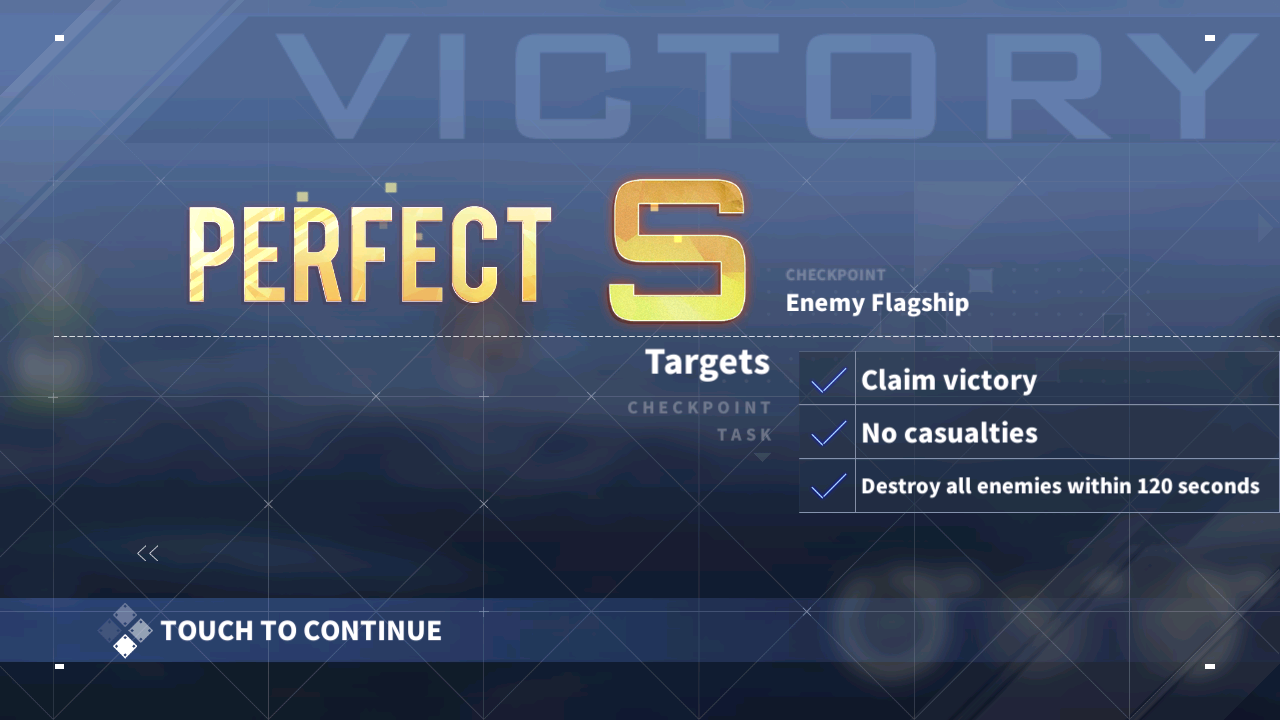 VICTORY
PERFECT S
CHECKPOINT
Enemy Flagship
Targets
CHECKPOINT
TASK
Claim victory
No casualties
Destroy all enemies within 120 seconds
TOUCH TO CONTINUE